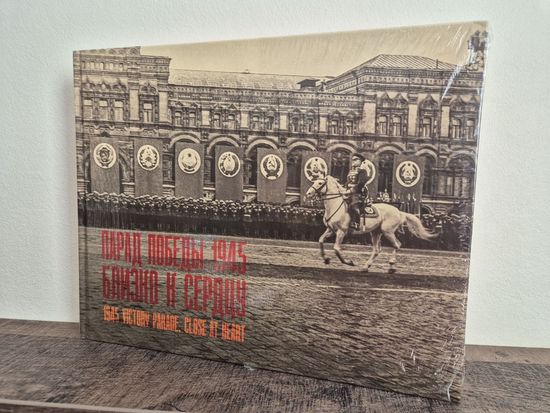 ПАРАД ПОБЕДЫ 1945
БЛИЗКО К СЕРДЦУ
1945 VICTORY PARADE. CLOSE AT HEART